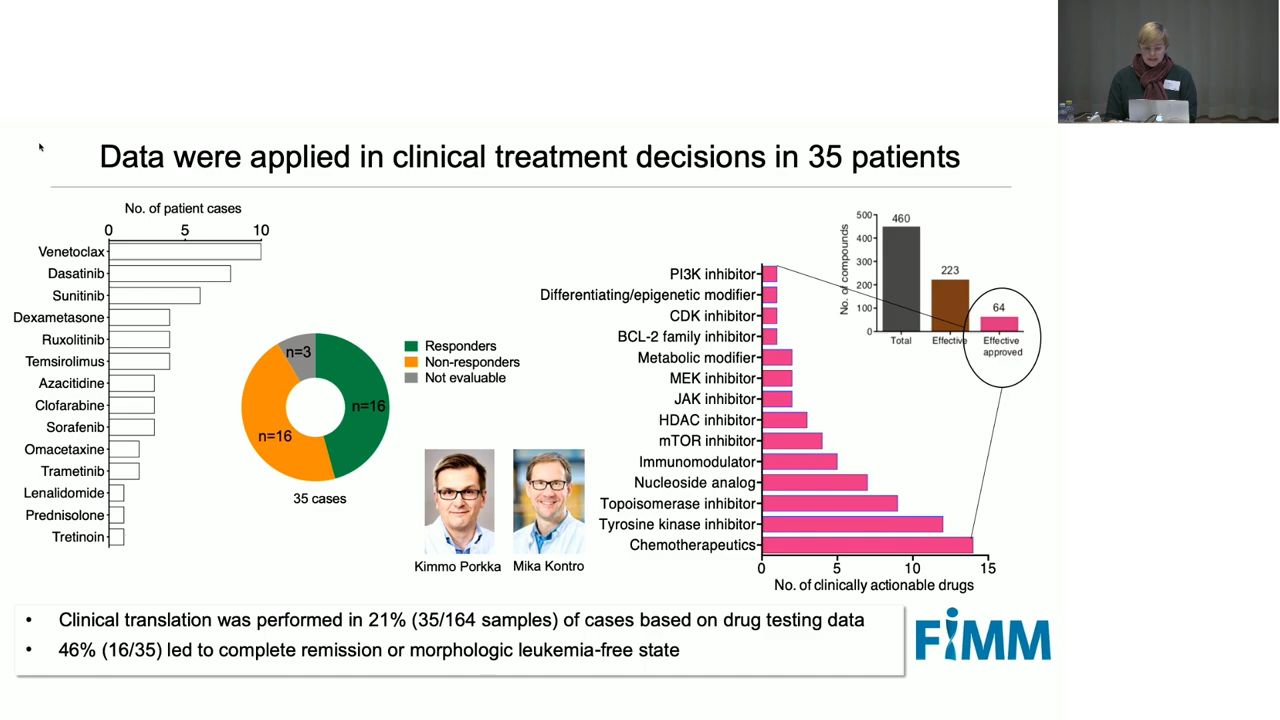 Data were applied in clinical treatment decisions in 35 patients
No. of patient cases
0 5 10
Venetoclax
Dasatinib
Sunitinib
Dexametasone
Ruxolitinib
Temsirolimus
Azacitidine
Clofarabine
Sorafenib
Omacetaxine
Trametinib
Lenalidomide
Prednisolone
Tretinoin
n=3
n=16
n=16
35 cases
Responders
Non-responders
Not evaluable
Kimmo Porkka
Mika Kontro
PI3K inhibitor
Differentiating/epigenetic modifier
CDK inhibitor
BCL-2 family inhibitor
Metabolic modifier
MEK inhibitor
JAK inhibitor
HDAC inhibitor
mTOR inhibitor
Immunomodulator
Nucleoside analog
Topoisomerase inhibitor
Tyrosine kinase inhibitor
Chemotherapeutics
0 5 10 15
No. of clinically actionable drugs
No. of compounds
500
400
300
200
100
0
460
223
64
Total
Effective
Effective
approved
• Clinical translation was performed in 21% (35/164 samples) of cases based on drug testing data
• 46% (16/35) led to complete remission or morphologic leukemia-free state
FiMM